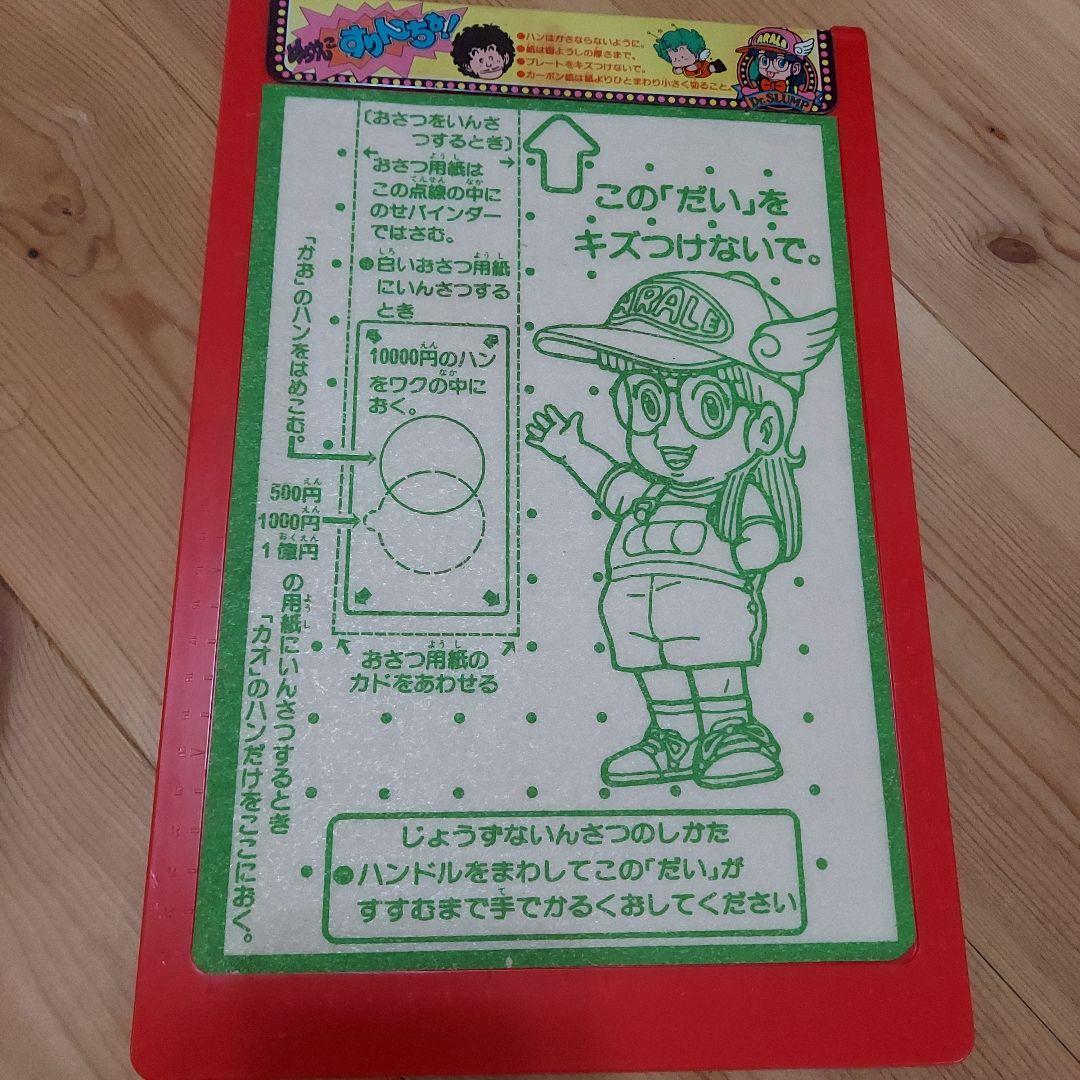 すりんちす!
●ハンはかさならないように。
●紙は香ようしの厚さまで。
●プレートをキズつけないで。
●カーボン紙は紙よりひとまわり小さく切ること。
ARALE
Dr.SLUMP
(おさつをいんさ
つするとき)
おさつ用紙は
この点線の中に
のせバインダー
ではさむ。
●白いおさつ用紙
にいんさつする
とき
10000円のハン
をワクの中に
おく。
「かお」のハンをはめこむ。
500円
1000円
1億円
の用紙にいんさつするとき
「カオ」のハンだけをここにおく。
おさつ用紙の
カドをあわせる
この「だい」を
キズつけないで。
ARALE
じょうずないんさつのしかた
●ハンドルをまわしてこの「だい」が
すすむまで手でかるくおしてください